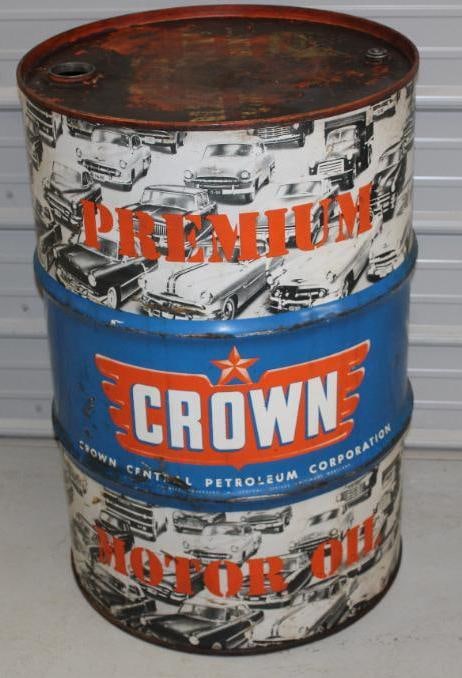 PREMIUM
CROWN
CROWN CENTRAL PETROLEUM CORPORATION
MOTOR OIL